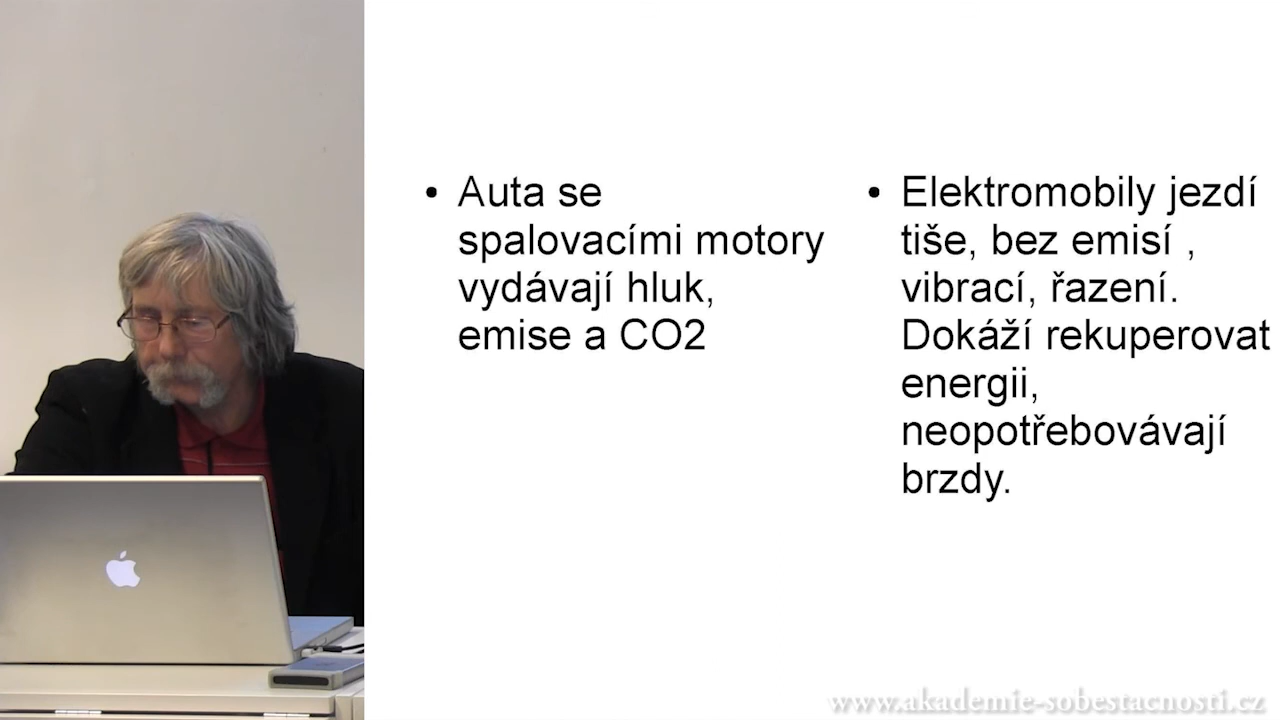 • Auta se
spalovacími motory
vydávají hluk,
emise a CO2
• Elektromobily jezdí
tiše, bez emisí ,
vibrací, řazení.
Dokáží rekuperovat
energii,
neopotřebovávají
brzdy.
www.akademie-sobestacnosti.cz